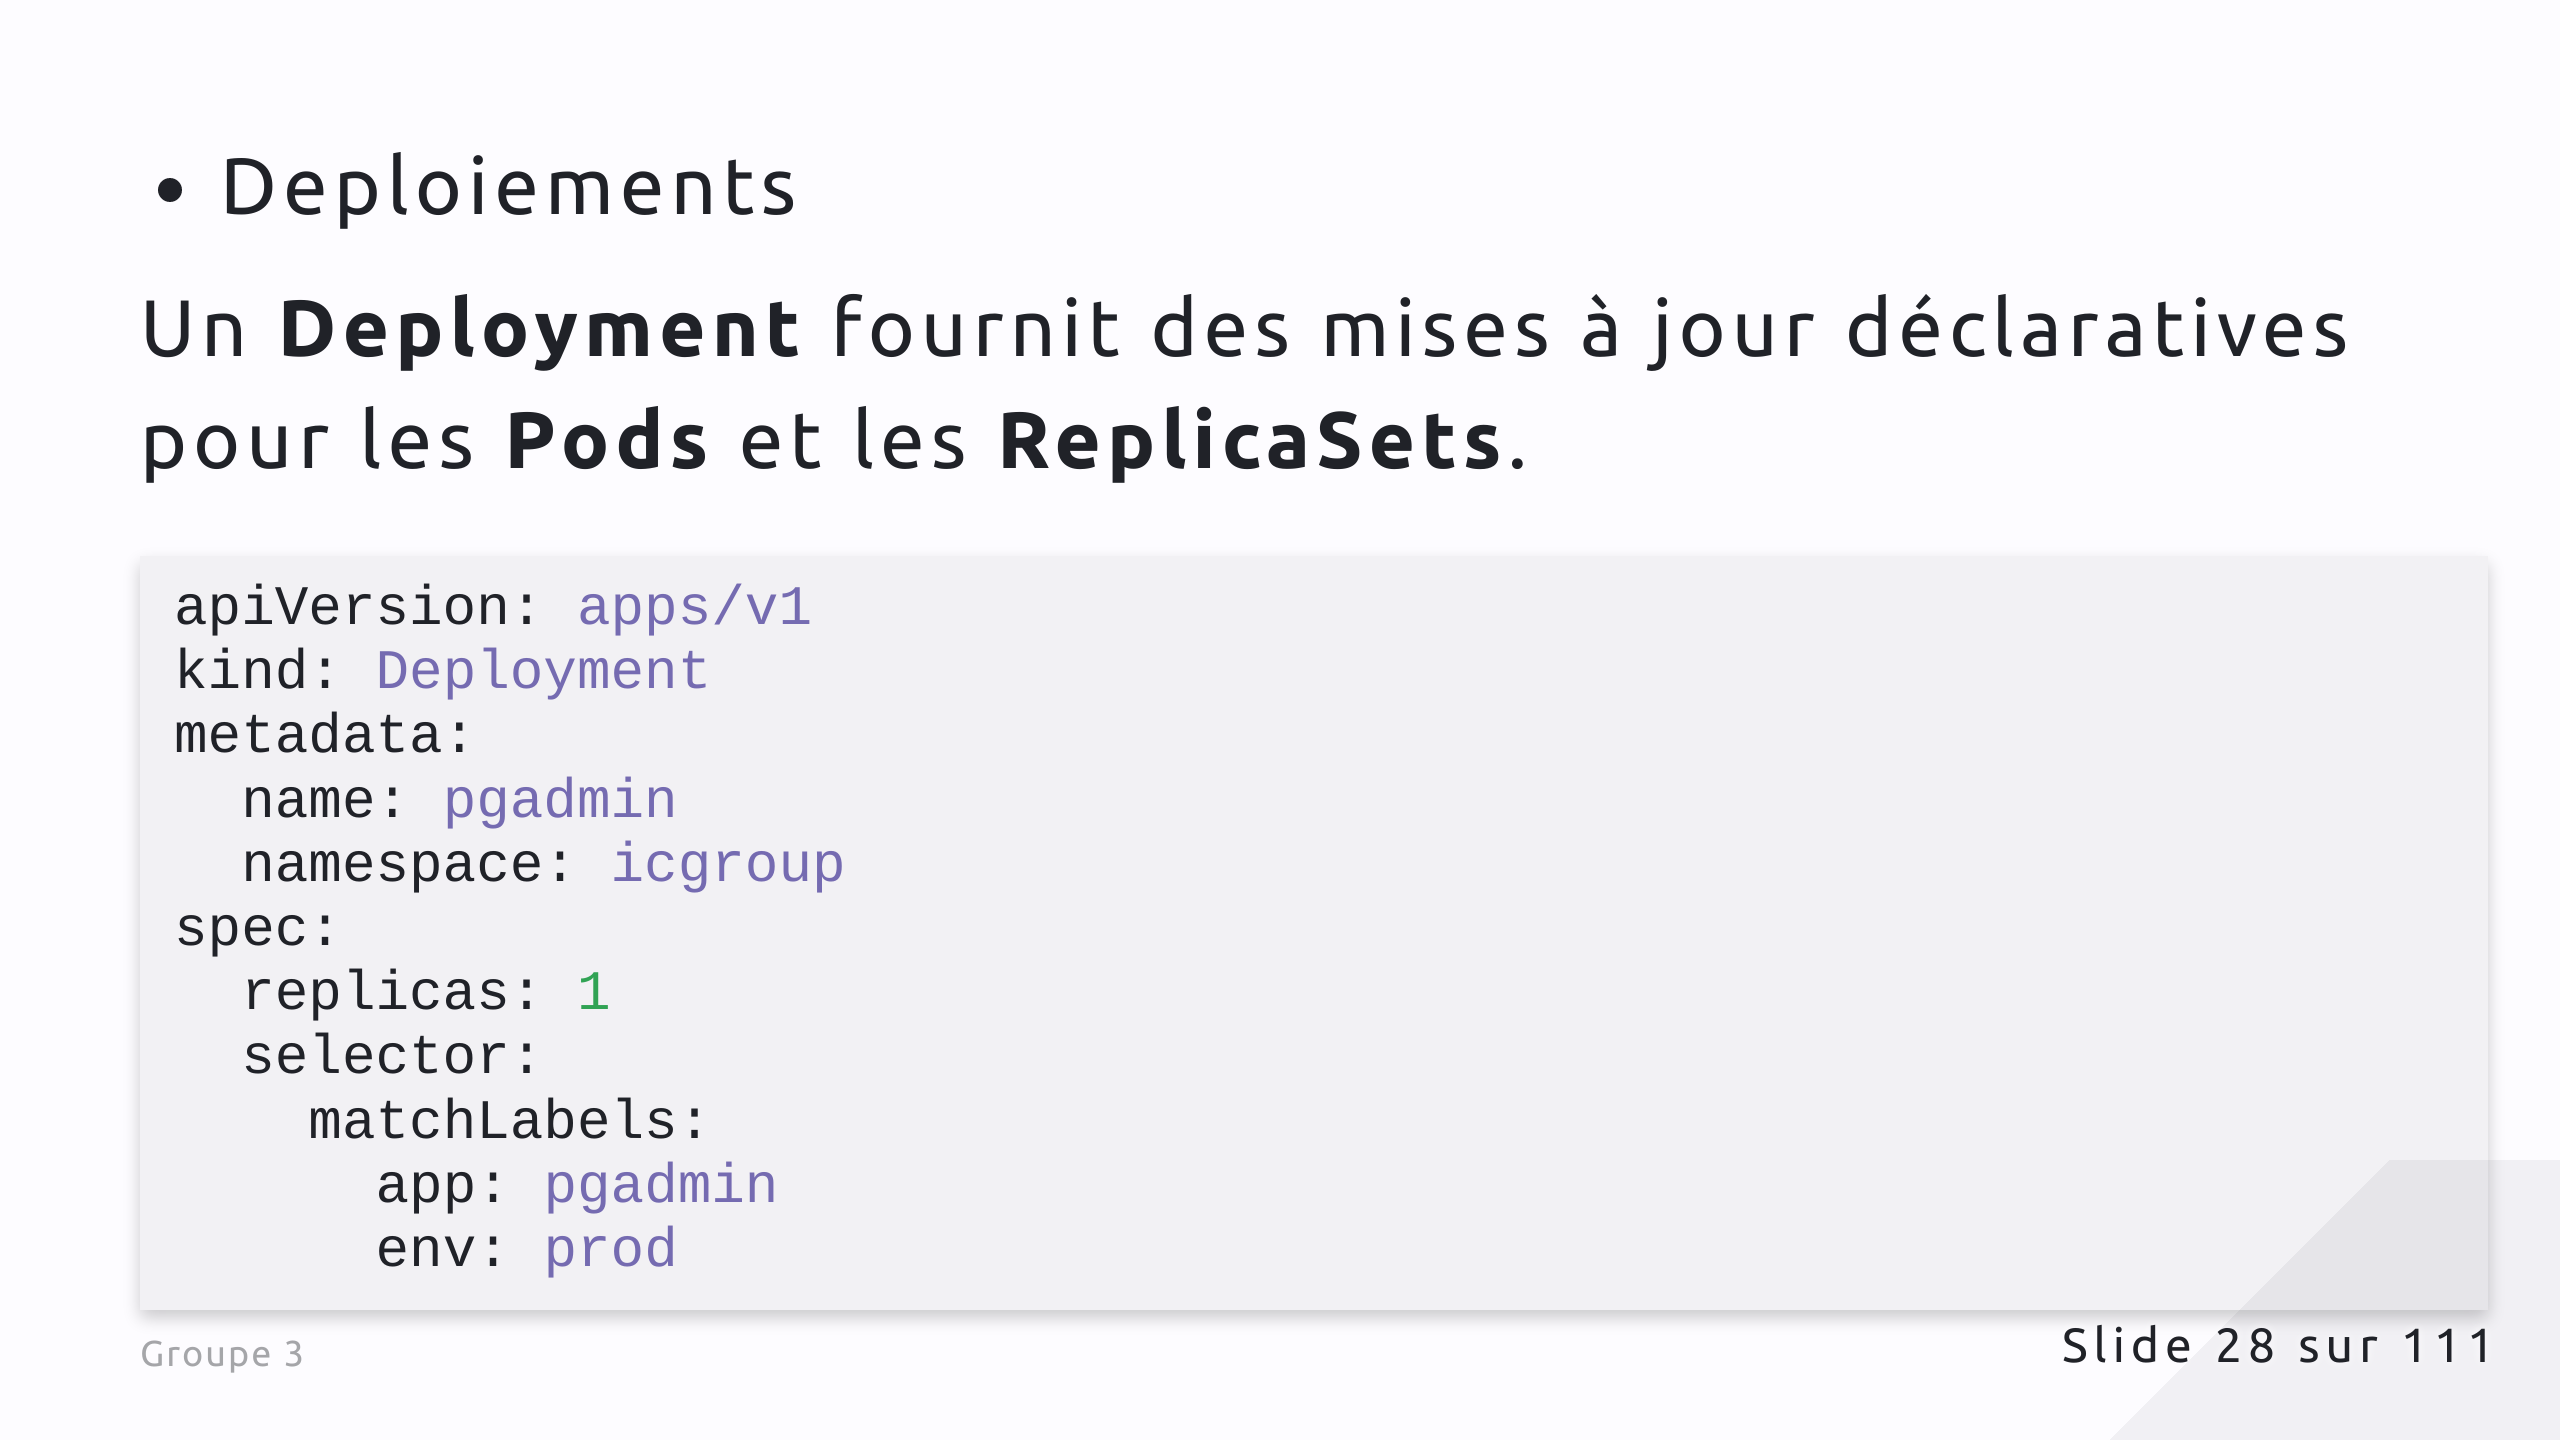 • Deploiements
Un Deployment fournit des mises à jour déclaratives
pour les Pods et les ReplicaSets.
apiVersion: apps/v1
kind: Deployment
metadata:
  name: pgadmin
  namespace: icgroup
spec:
  replicas: 1
  selector:
    matchLabels:
      app: pgadmin
      env: prod
Groupe 3
Slide 28 sur 111